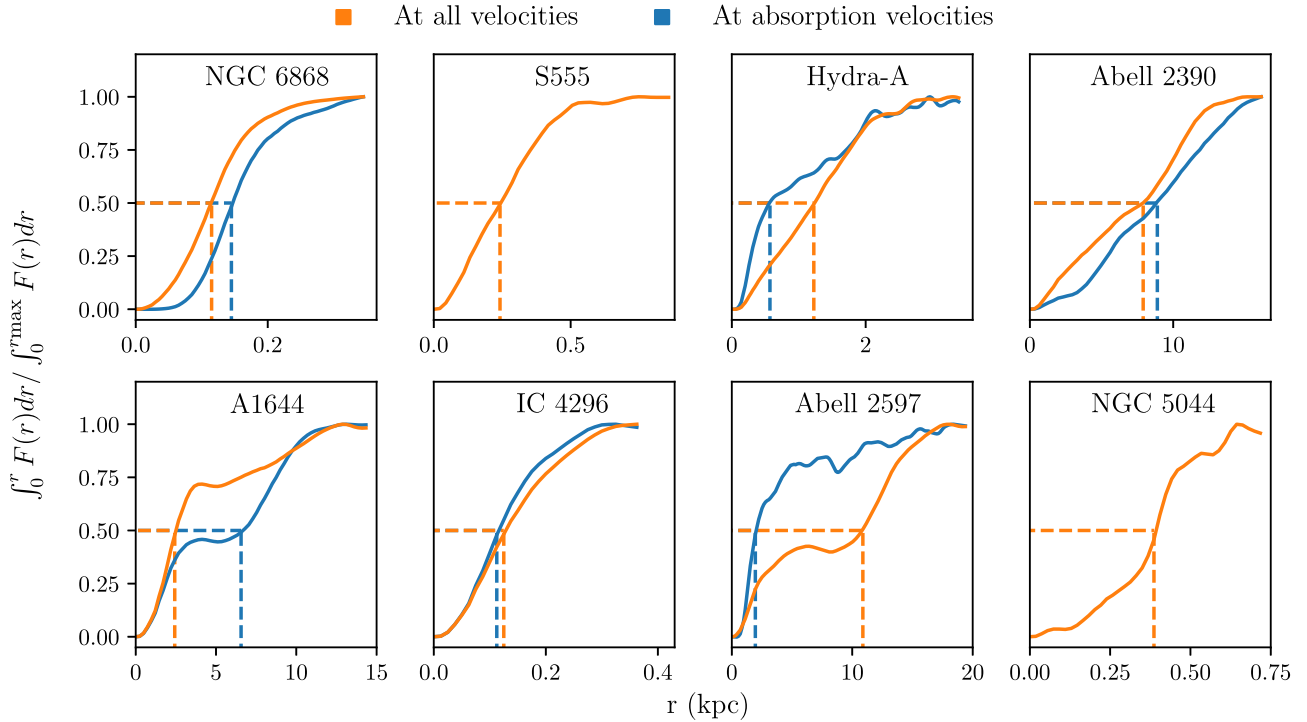 At all velocities At absorption velocities
NGC 6868 S555 Hydra-A Abell 2390
1.00
0.75
0.50
0.25
0.00
0.0 0.2 0.0 0.5 0 2 0 10
A1644 IC 4296 Abell 2597 NGC 5044
1.00
0.75
0.50
0.25
0.00
0 5 10 15 0.0 0.2 0.4 0 10 20 0.00 0.25 0.50 0.75
r (kpc)
∫₀ʳ F(r)dr / ∫₀ʳᵐᵃˣ F(r)dr